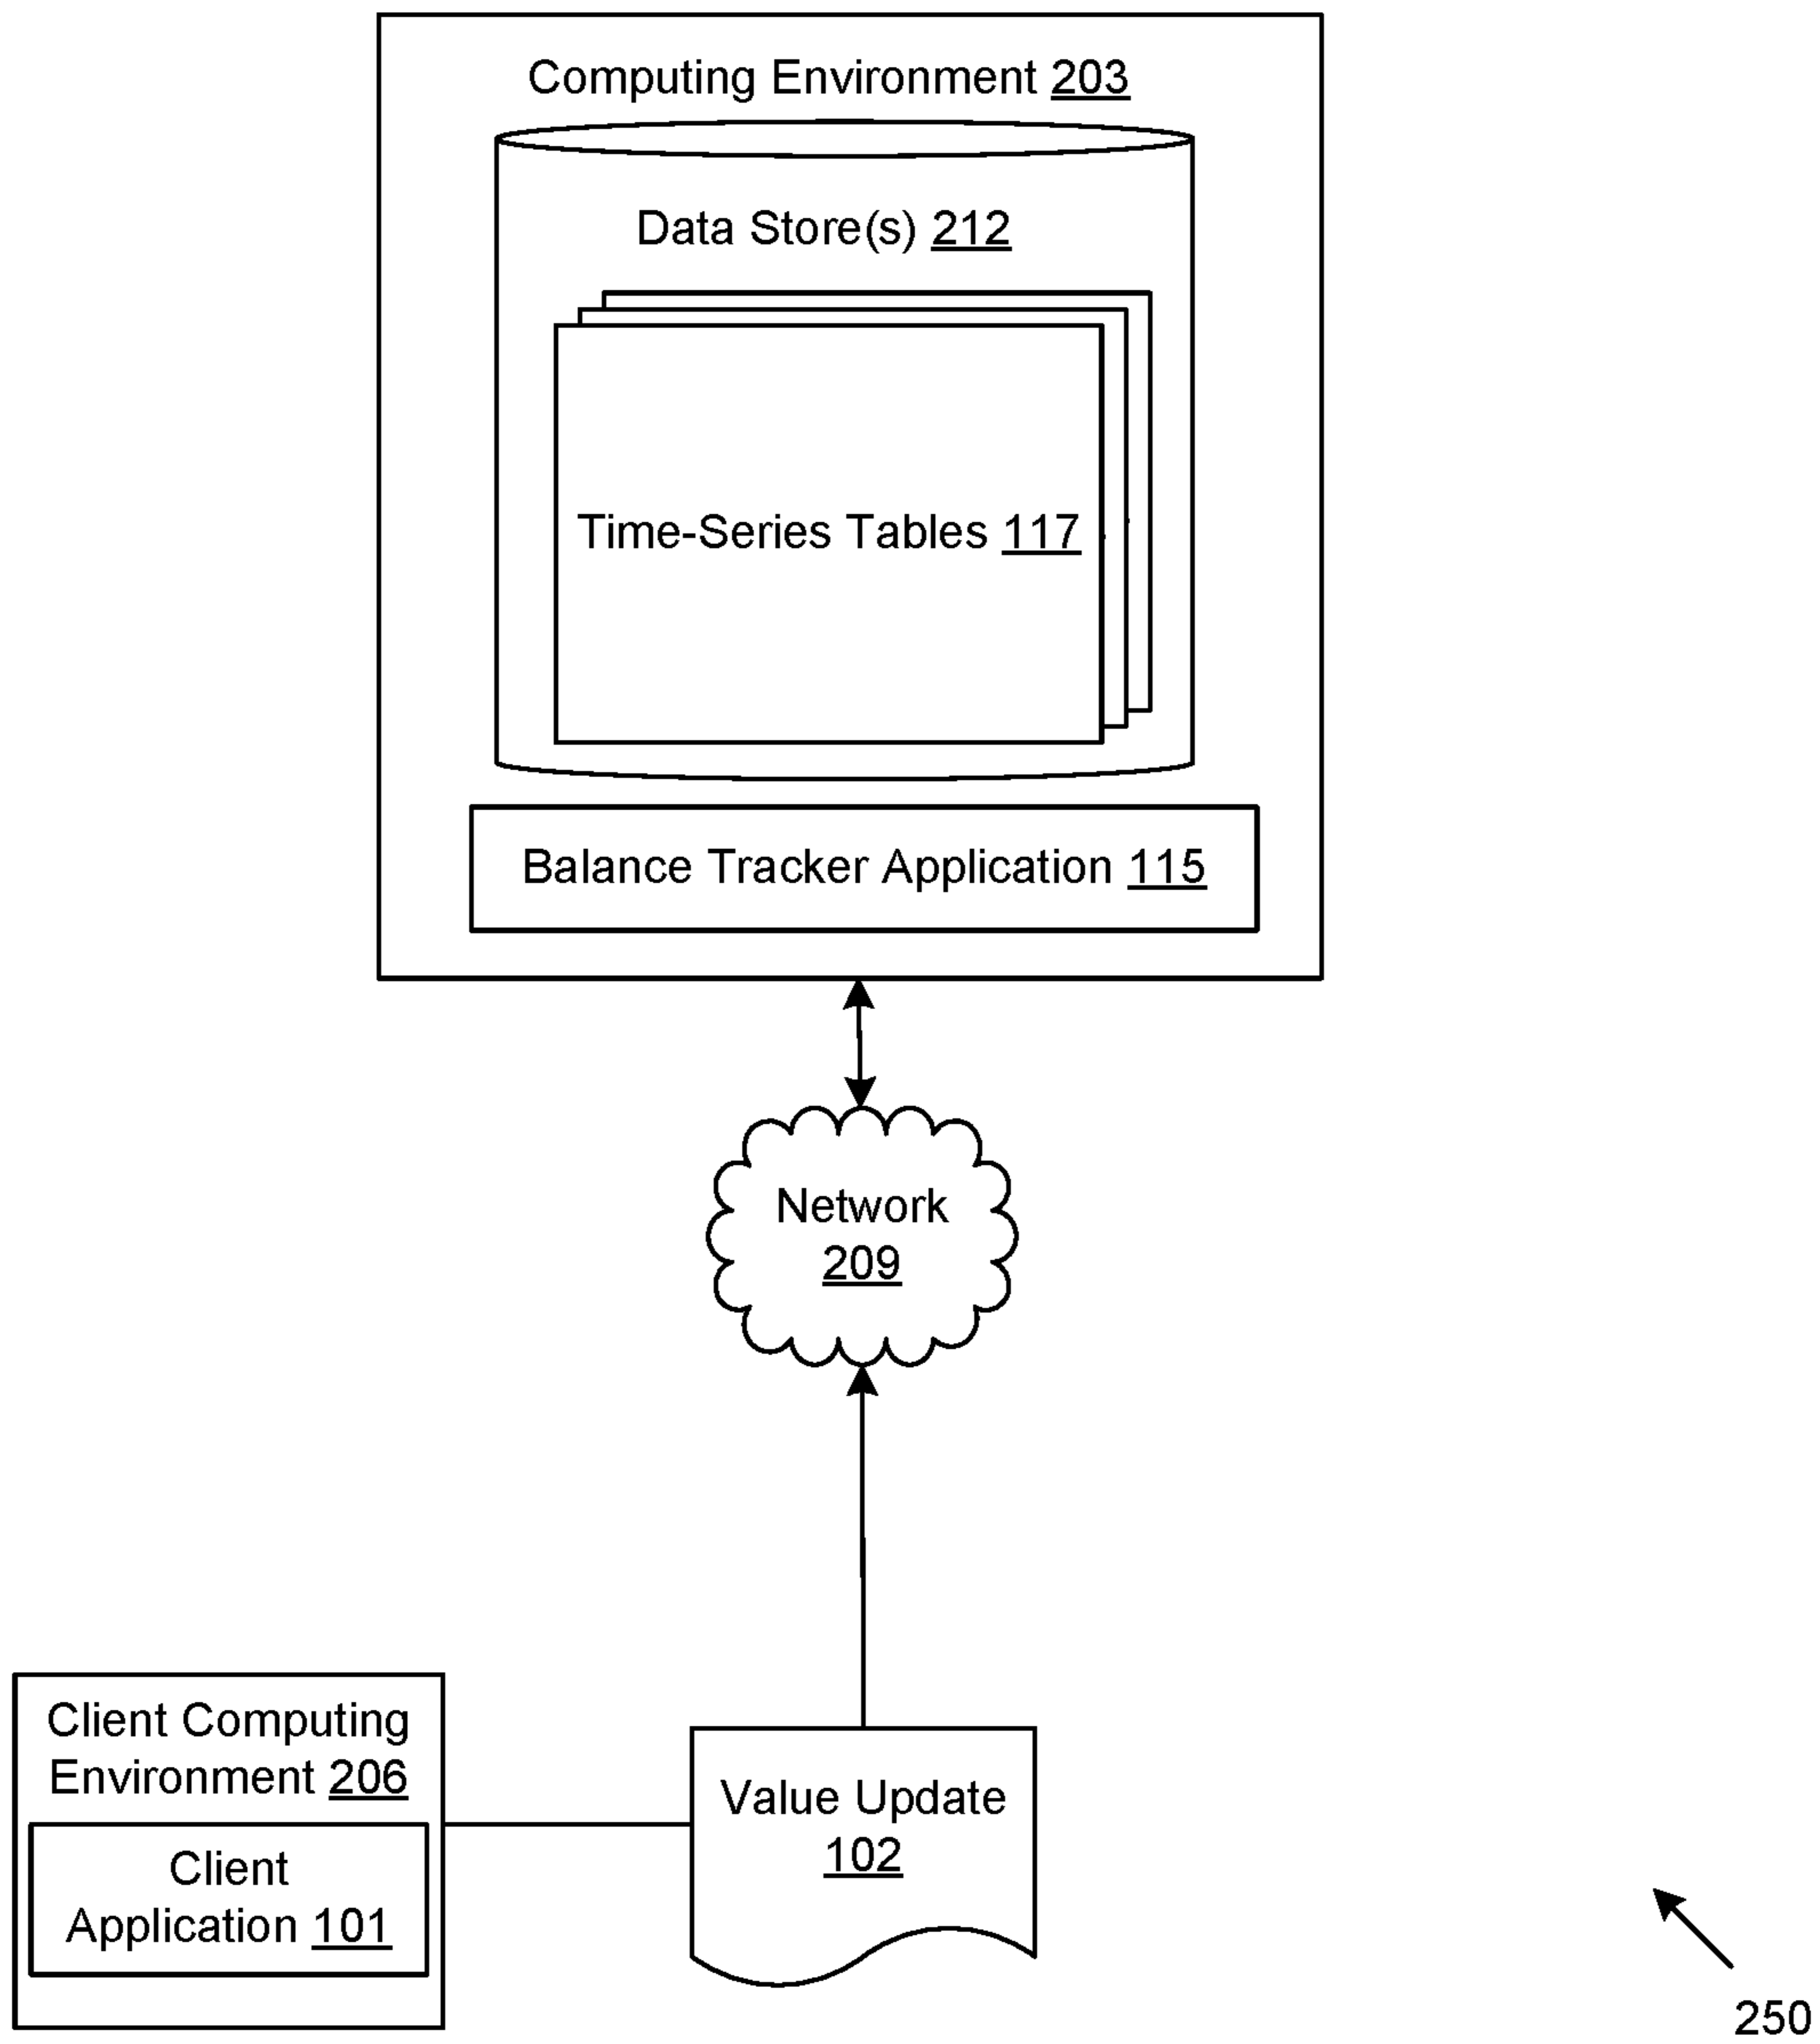 Computing Environment 203
Data Store(s) 212
Time-Series Tables 117
Balance Tracker Application 115
Network
209
Client Computing
Environment 206
Client
Application 101
Value Update
102
250